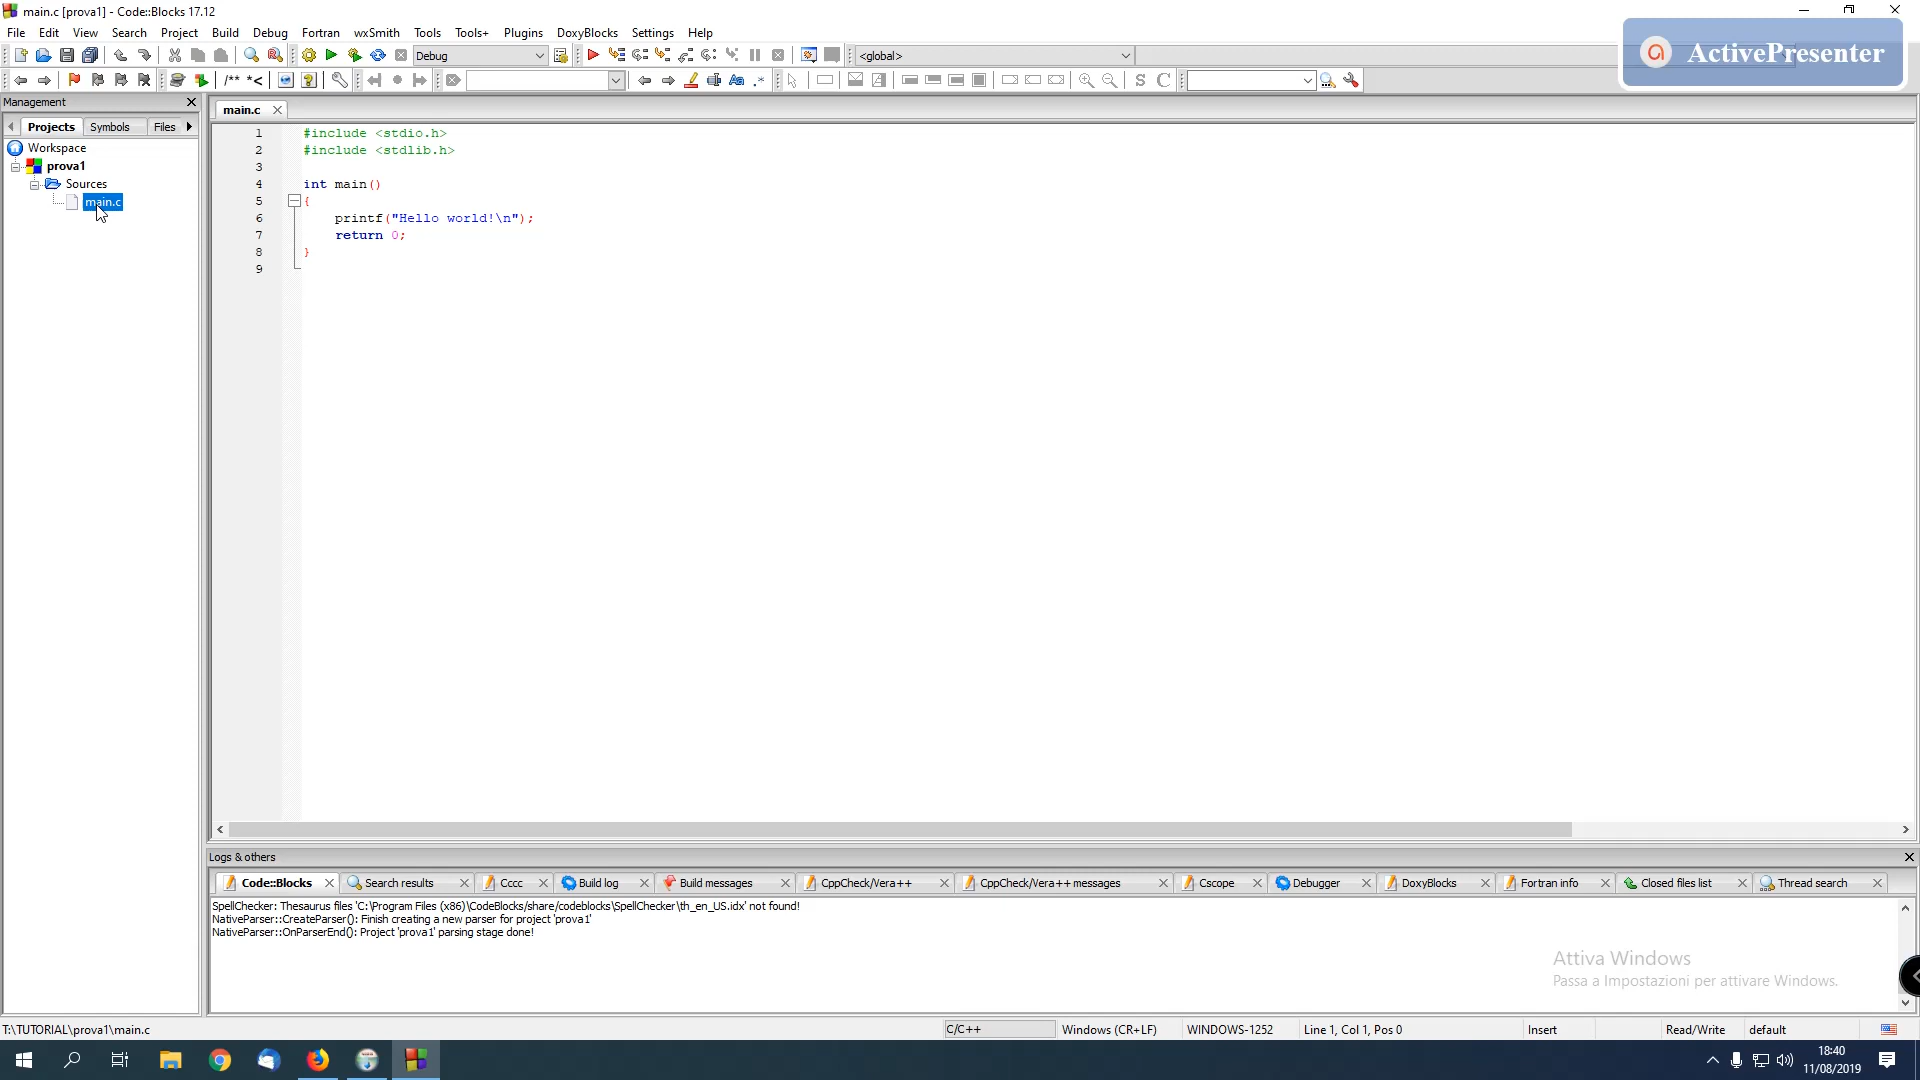 main.c [prova1] - Code::Blocks 17.12
ActivePresenter
File Edit View Search Project Build Debug Fortran wxSmith Tools Tools+ Plugins DoxyBlocks Settings Help
Debug
<global>
/** *<
Aa .*
S C
Management
main.c
Projects Symbols Files
Workspace
prova1
Sources
main.c
1 #include <stdio.h>
2 #include <stdlib.h>
3
4 int main()
5 {
6 printf("Hello world!\n");
7 return 0;
8 }
9
Logs & others
Code::Blocks Search results Cccc Build log Build messages CppCheck/Vera++ CppCheck/Vera++ messages Cscope Debugger DoxyBlocks Fortran info Closed files list Thread search
SpellChecker: Thesaurus files 'C:\Program Files (x86)\CodeBlocks/share/codeblocks\SpellChecker\th_en_US.idx' not found!
NativeParser::CreateParser(): Finish creating a new parser for project 'prova1'
NativeParser::OnParserEnd(): Project 'prova1' parsing stage done!
Attiva Windows
Passa a Impostazioni per attivare Windows.
T:\TUTORIAL\prova1\main.c C/C++ Windows (CR+LF) WINDOWS-1252 Line 1, Col 1, Pos 0 Insert Read/Write default
18:40
11/08/2019